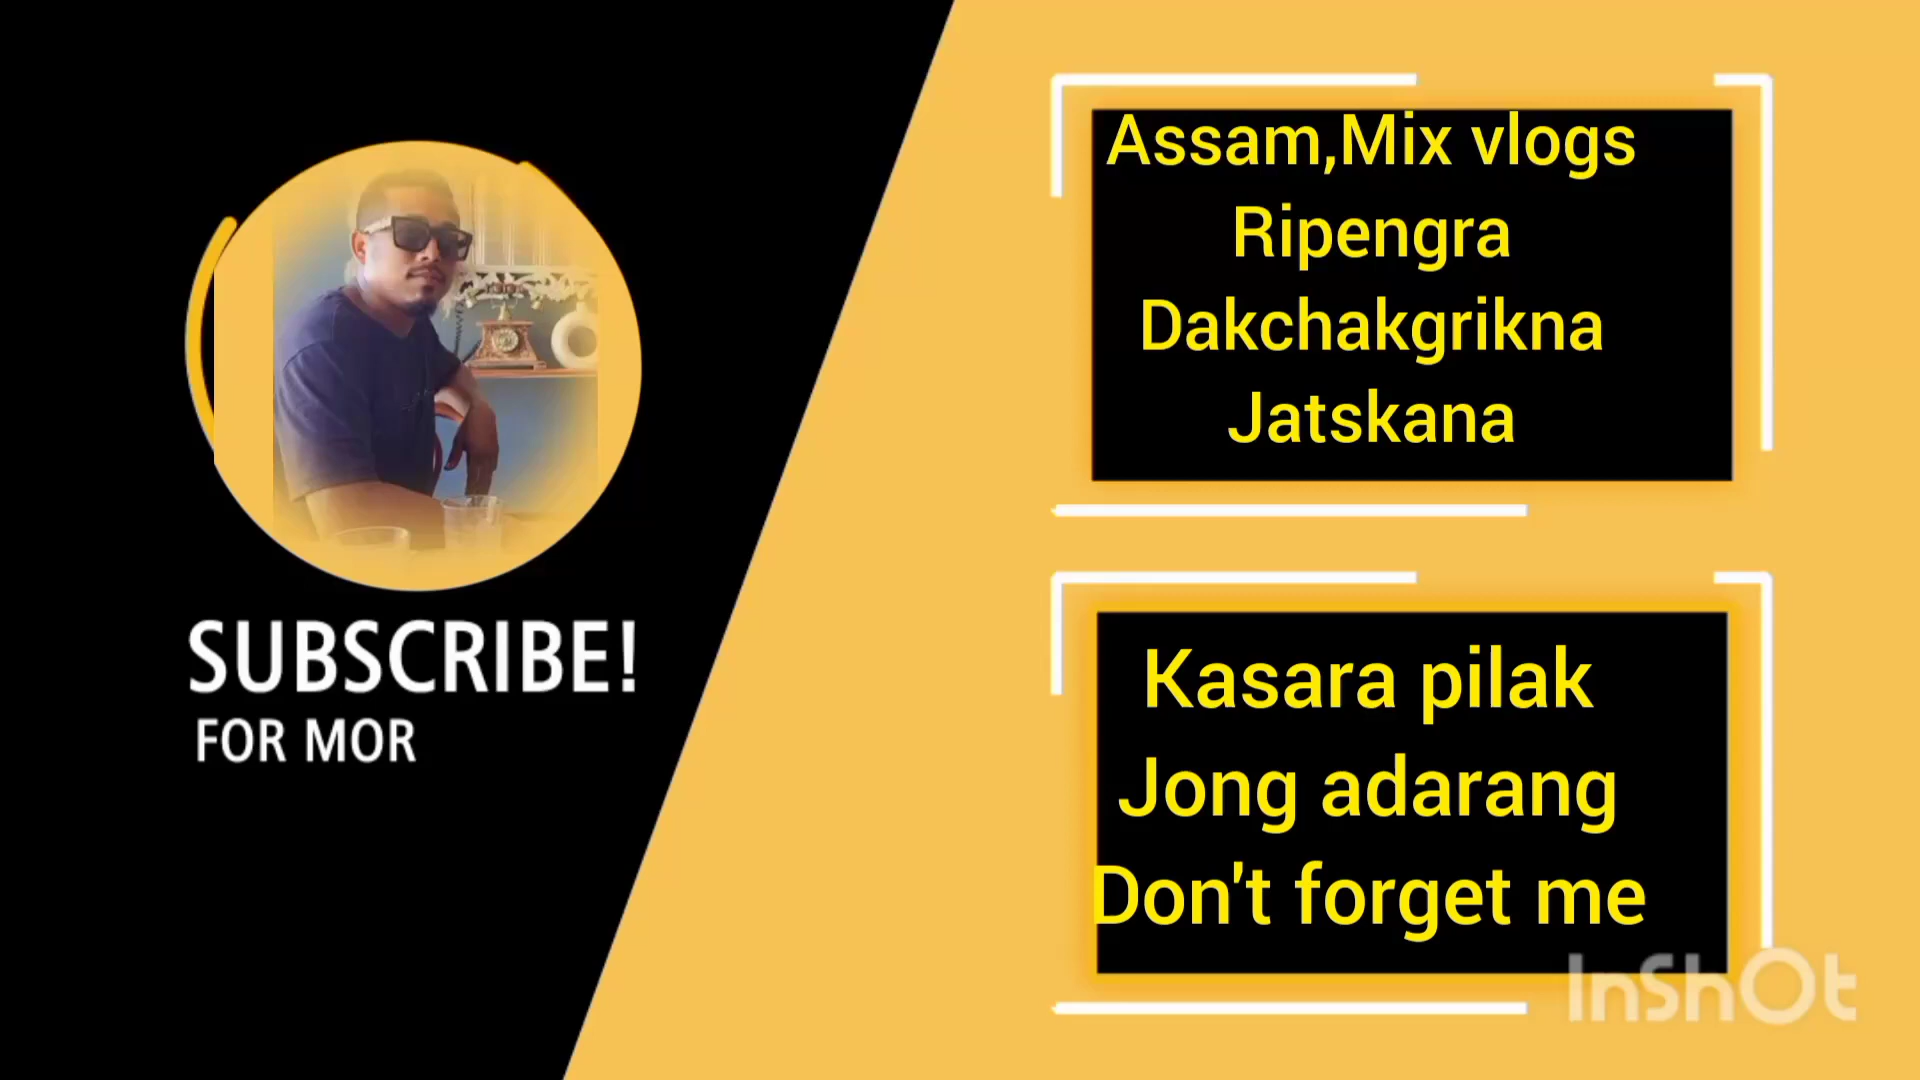 SUBSCRIBE!
FOR MOR
Assam,Mix vlogs
Ripengra
Dakchakgrikna
Jatskana
Kasara pilak
Jong adarang
Don't forget me
InShOt